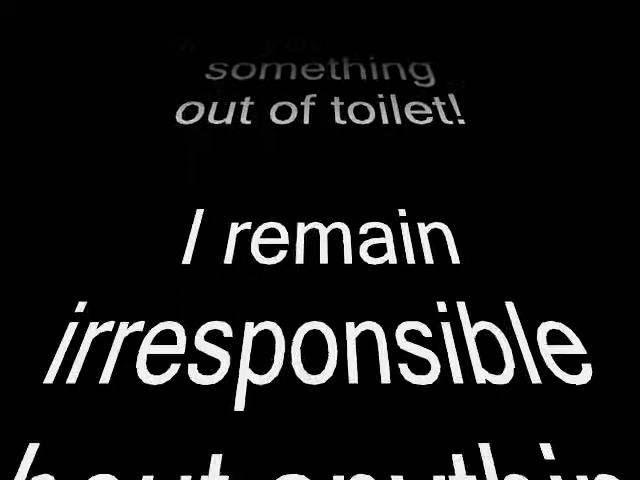 something
out of toilet!
I remain
irresponsible